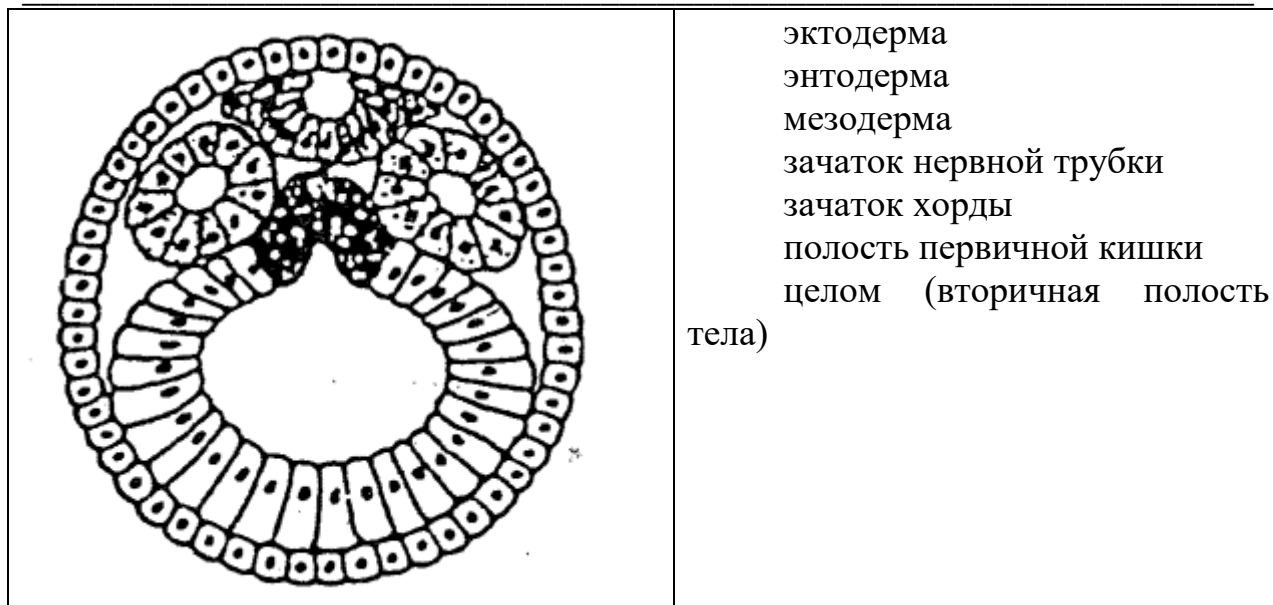 эктодерма
энтодерма
мезодерма
зачаток нервной трубки
зачаток хорды
полость первичной кишки
целом (вторичная полость
тела)